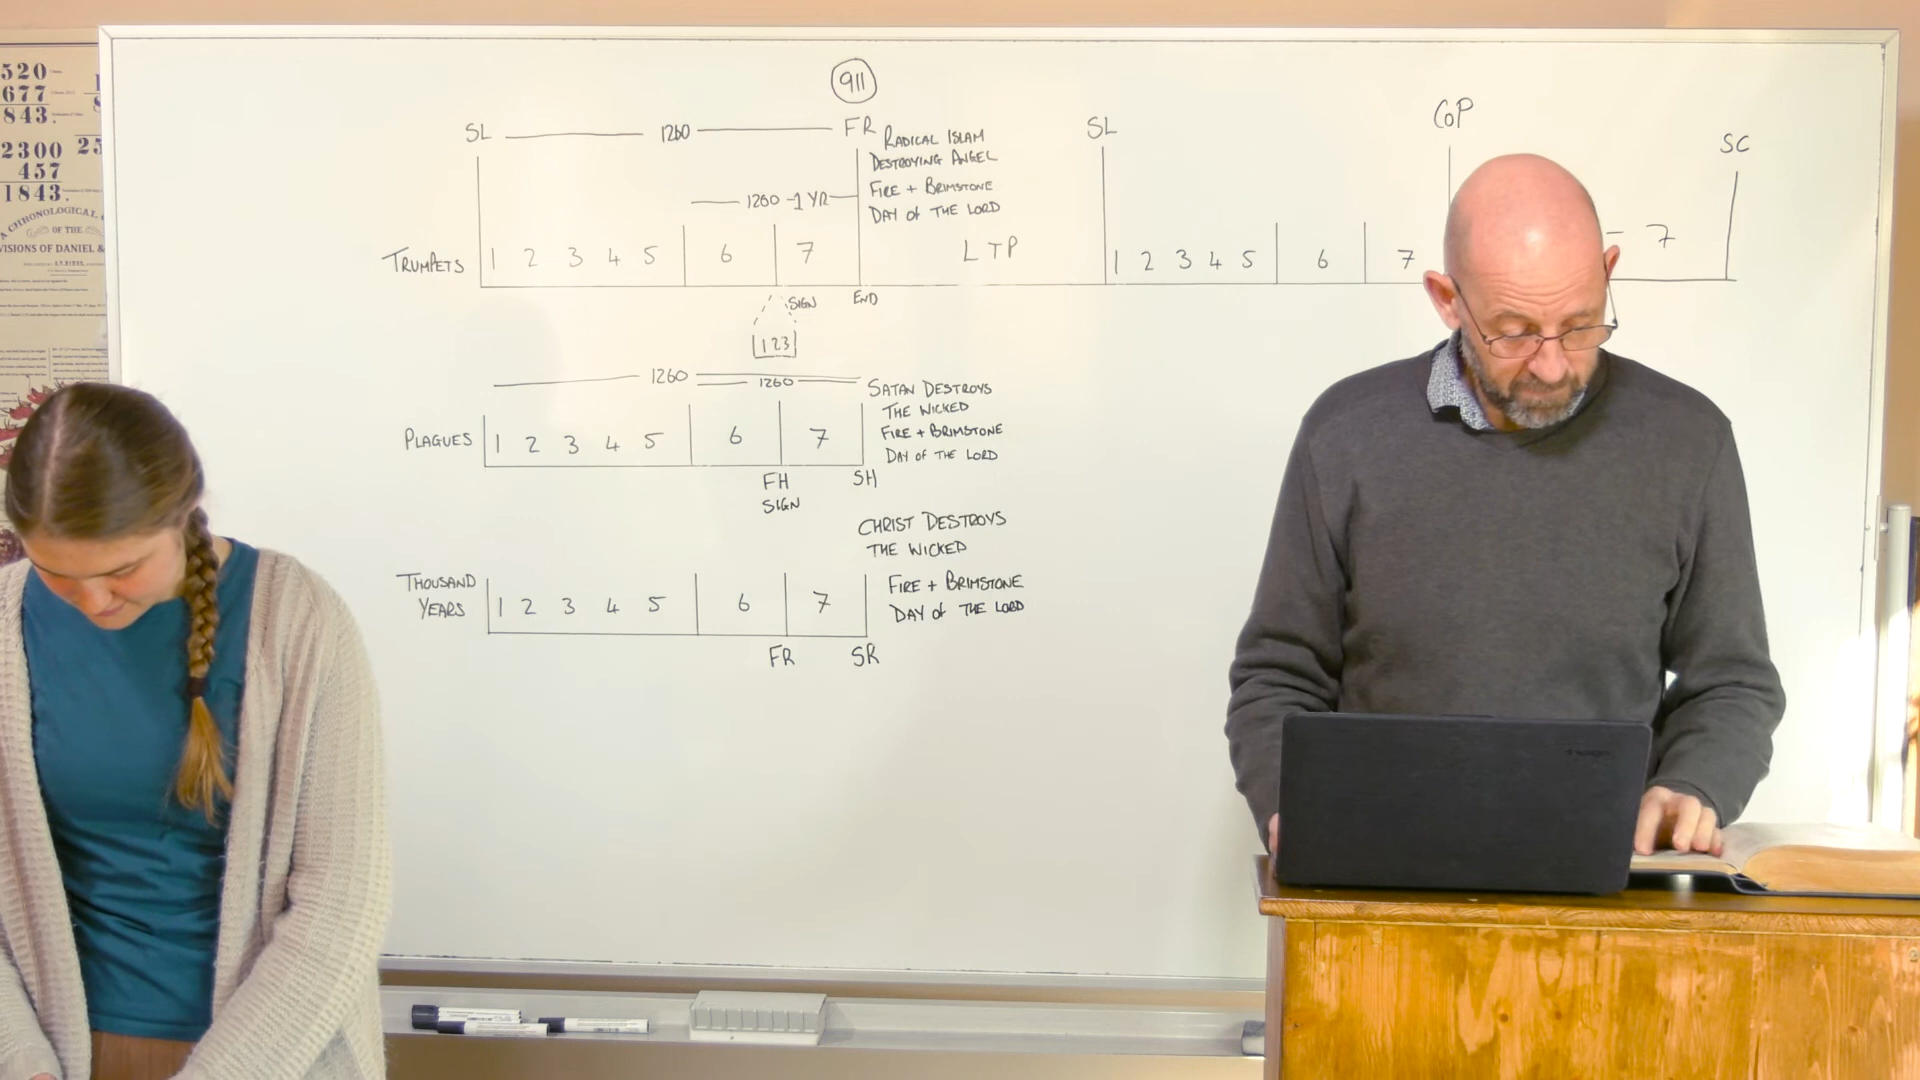 520
677
843.
2300
457
1843.
25
A CHRONOLOGICAL
OF THE
VISIONS OF DANIEL &
911
SL 1260 FR
RADICAL ISLAM
DESTROYING ANGEL
FIRE + BRIMSTONE
DAY OF THE LORD
1260 - 1 YR
TRUMPETS 1 2 3 4 5 6 7
SIGN END
1 2 3
LTP
SL CoP SC
1 2 3 4 5 6 7 - 7
1260 1260
SATAN DESTROYS
THE WICKED
FIRE + BRIMSTONE
DAY OF THE LORD
PLAGUES 1 2 3 4 5 6 7
FH SH
SIGN
CHRIST DESTROYS
THE WICKED
FIRE + BRIMSTONE
DAY OF THE LORD
THOUSAND
YEARS 1 2 3 4 5 6 7
FR SR